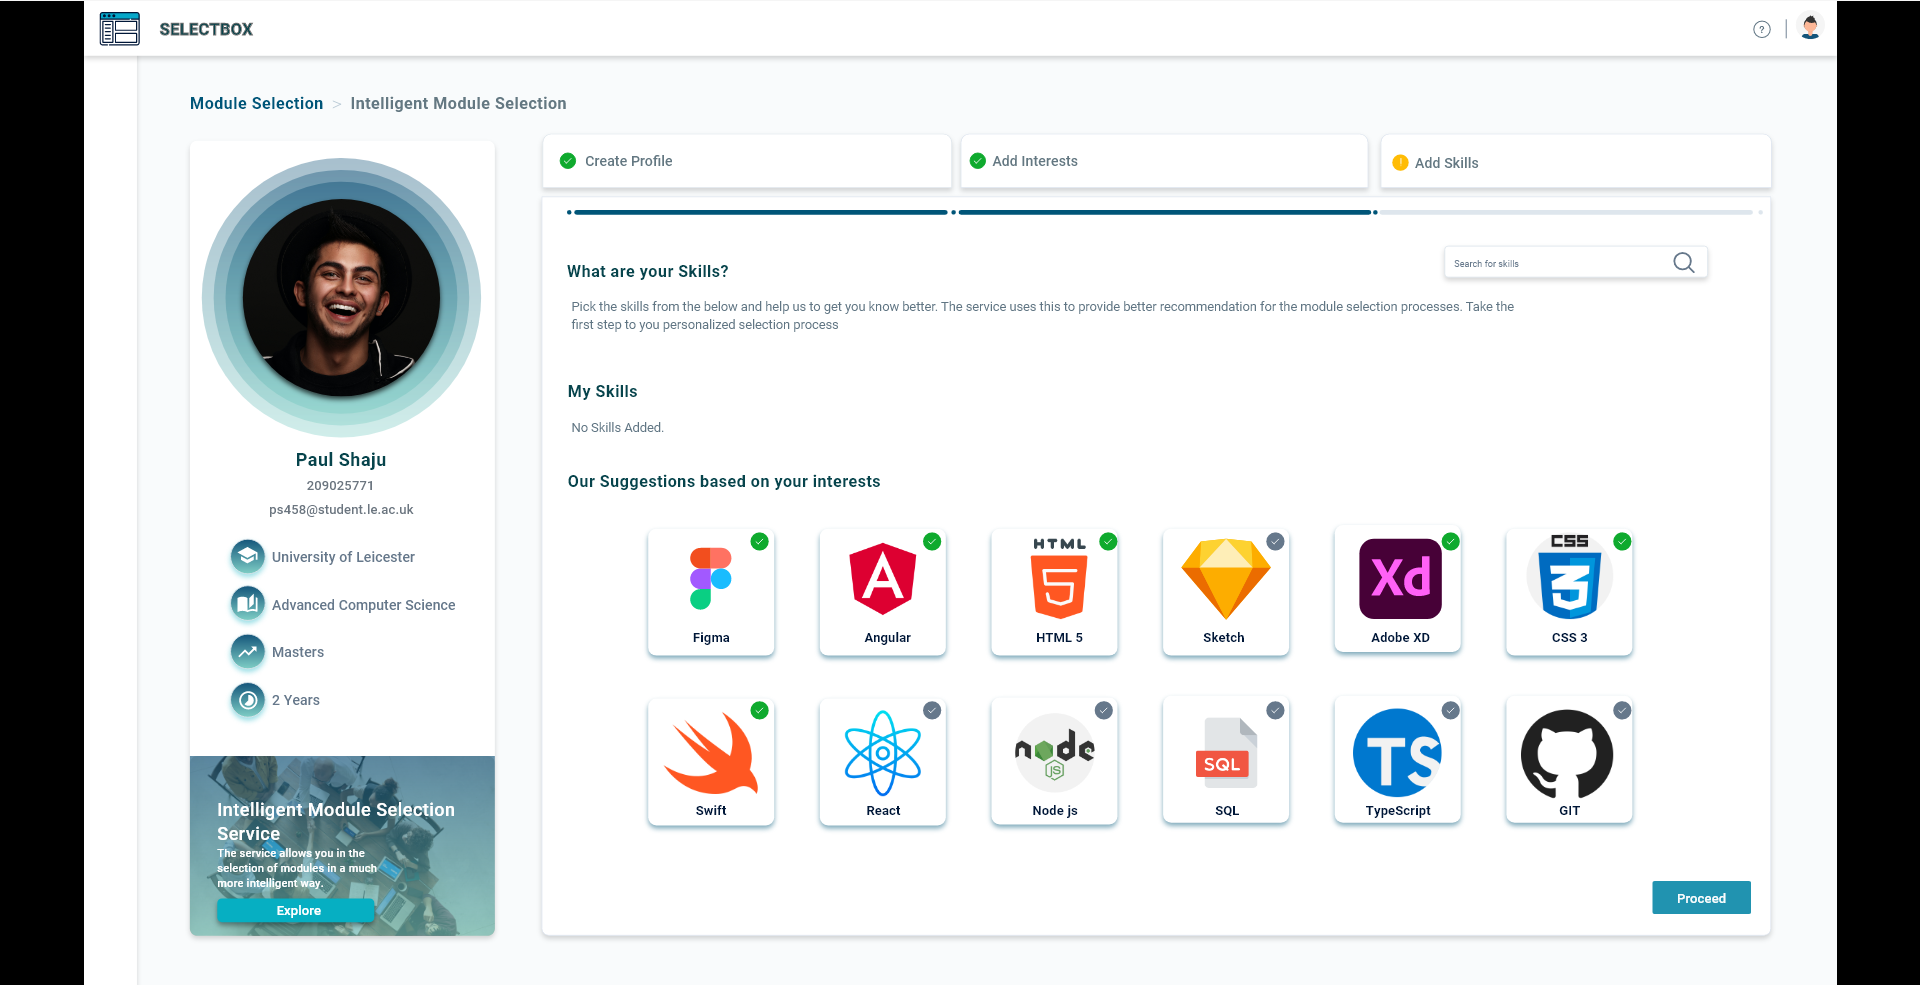 SELECTBOX
?
Module Selection > Intelligent Module Selection
Create Profile
Add Interests
Add Skills
What are your Skills?
Search for skills
Pick the skills from the below and help us to get you know better. The service uses this to provide better recommendation for the module selection processes. Take the
first step to you personalized selection process
My Skills
No Skills Added.
Our Suggestions based on your interests
Paul Shaju
209025771
ps458@student.le.ac.uk
University of Leicester
Advanced Computer Science
Masters
2 Years
Intelligent Module Selection
Service
The service allows you in the
selection of modules in a much
more intelligent way.
Explore
Figma
A
Angular
HTML
5
HTML 5
Sketch
Xd
Adobe XD
CSS
3
CSS 3
Swift
React
node
JS
Node js
SQL
SQL
TS
TypeScript
GIT
Proceed